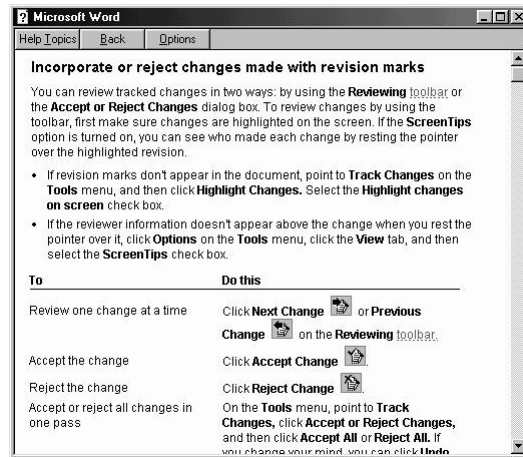 Microsoft Word
Help Topics Back Options
Incorporate or reject changes made with revision marks
You can review tracked changes in two ways: by using the Reviewing toolbar or
the Accept or Reject Changes dialog box. To review changes by using the
toolbar, first make sure changes are highlighted on the screen. If the ScreenTips
option is turned on, you can see who made each change by resting the pointer
over the highlighted revision.
• If revision marks don't appear in the document, point to Track Changes on the
Tools menu, and then click Highlight Changes. Select the Highlight changes
on screen check box.
• If the reviewer information doesn't appear above the change when you rest the
pointer over it, click Options on the Tools menu, click the View tab, and then
select the ScreenTips check box.
To Do this
Review one change at a time Click Next Change or Previous
Change on the Reviewing toolbar.
Accept the change Click Accept Change .
Reject the change Click Reject Change .
Accept or reject all changes in On the Tools menu, point to Track
one pass Changes, click Accept or Reject Changes,
and then click Accept All or Reject All. If
you change your mind, you can click Undo